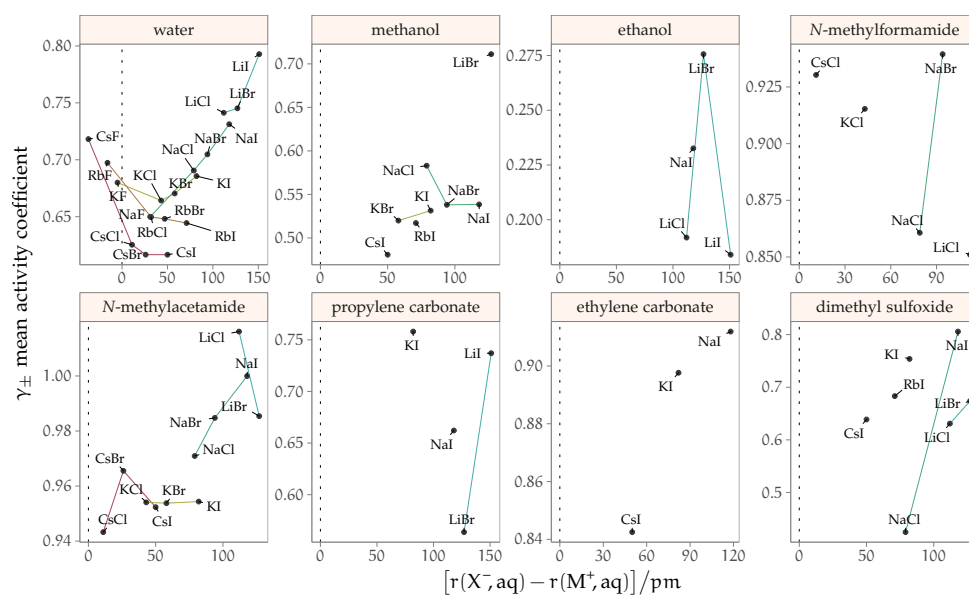 water
methanol
ethanol
N-methylformamide
γ± mean activity coefficient
0.80
0.75
0.70
0.65
LiI
LiCl
LiBr
NaI
NaBr
NaCl
CsF
RbF
KF
KCl
KBr
KI
NaF
RbBr
RbCl
RbI
CsCl
CsBr
CsI
0 50 100 150
0.70
0.65
0.60
0.55
0.50
LiBr
NaCl
KI
NaBr
KBr
NaI
RbI
CsI
0 50 100
0.275
0.250
0.225
0.200
LiBr
NaI
LiCl
LiI
0 50 100 150
0.925
0.900
0.875
0.850
CsCl
NaBr
KCl
NaCl
LiCl
0 30 60 90
N-methylacetamide
propylene carbonate
ethylene carbonate
dimethyl sulfoxide
1.00
0.98
0.96
0.94
LiCl
NaI
LiBr
NaBr
NaCl
CsBr
KCl
KBr
KI
CsI
CsCl
0 50 100
0.75
0.70
0.65
0.60
KI
LiI
NaI
LiBr
0 50 100 150
0.90
0.88
0.86
0.84
NaI
KI
CsI
0 30 60 90 120
0.8
0.7
0.6
0.5
NaI
KI
RbI
LiBr
CsI
LiCl
NaCl
0 50 100
[r(X⁻, aq) − r(M⁺, aq)]/pm